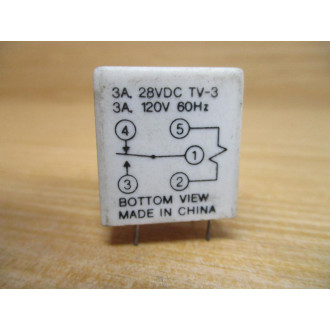 3A. 28VDC TV-3
3A. 120V 60Hz
4 5
1
3 2
BOTTOM VIEW
MADE IN CHINA